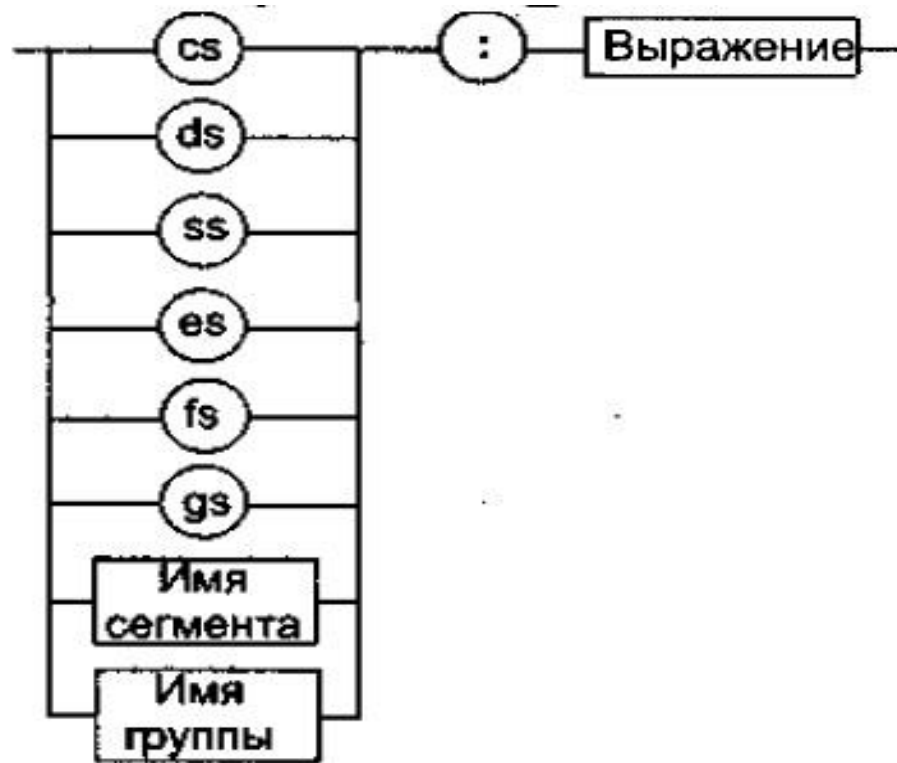 cs : Выражение
ds
ss
es
fs
gs
Имя
сегмента
Имя
группы